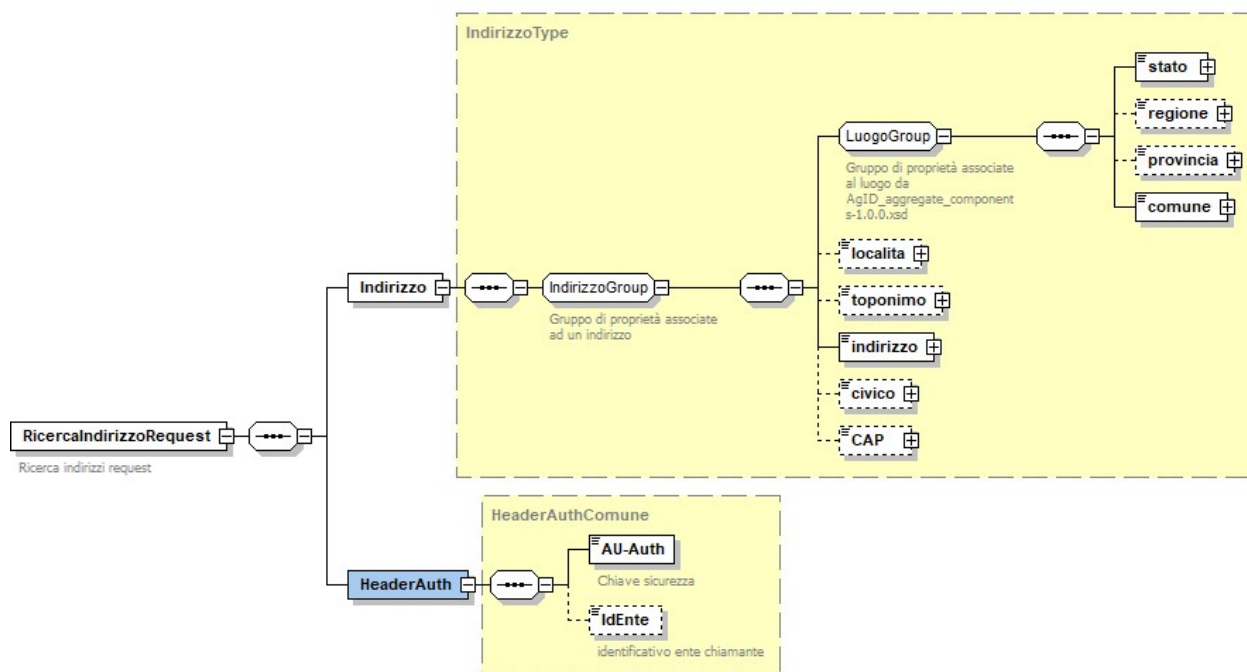 IndirizzoType
stato
regione
LuogoGroup
provincia
Gruppo di proprietà associate
al luogo da
AgID_aggregate_component
s-1.0.0.xsd
comune
localita
Indirizzo
IndirizzoGroup
toponimo
Gruppo di proprietà associate
ad un indirizzo
indirizzo
civico
CAP
RicercaIndirizzoRequest
Ricerca indirizzi request
HeaderAuthComune
AU-Auth
Chiave sicurezza
HeaderAuth
IdEnte
identificativo ente chiamante